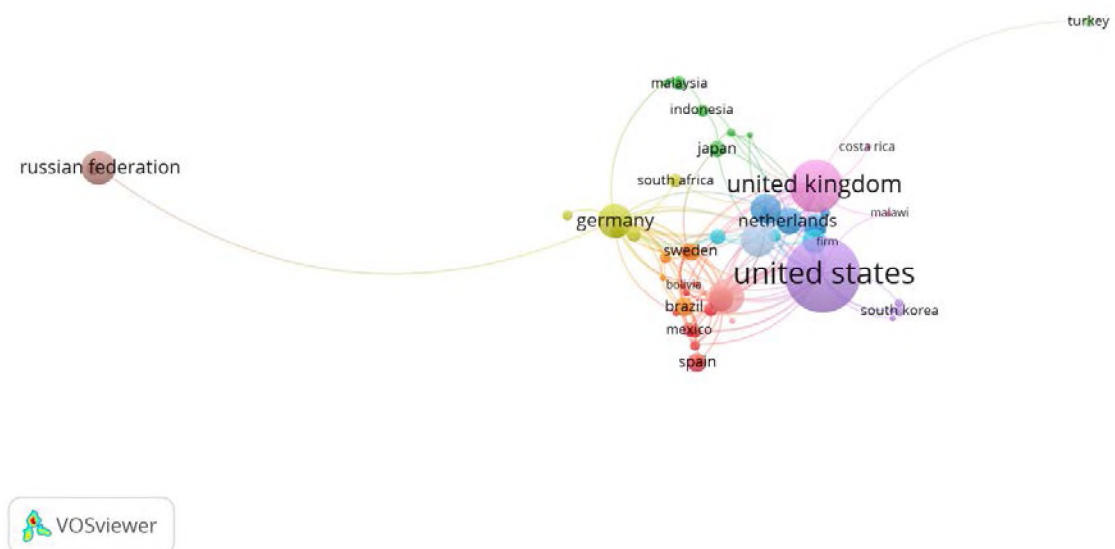 turkey
malaysia
indonesia
costa rica
japan
russian federation
south africa
united kingdom
malawi
germany
netherlands
firm
sweden
united states
bolivia
brazil
south korea
mexico
spain
VOSviewer